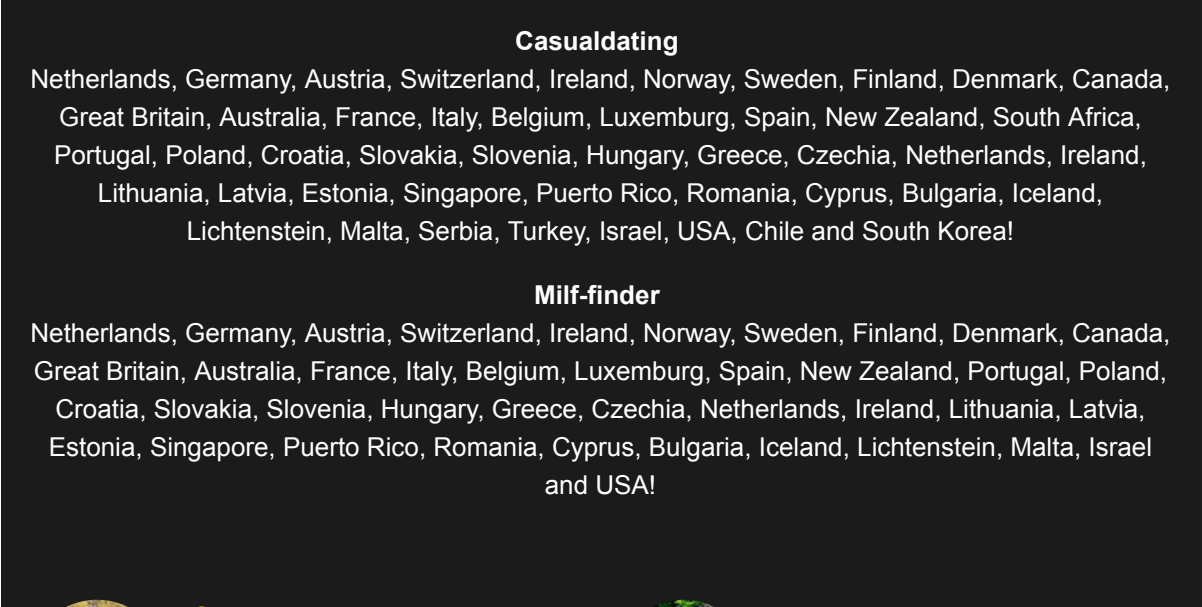 Casualdating
Netherlands, Germany, Austria, Switzerland, Ireland, Norway, Sweden, Finland, Denmark, Canada,
Great Britain, Australia, France, Italy, Belgium, Luxemburg, Spain, New Zealand, South Africa,
Portugal, Poland, Croatia, Slovakia, Slovenia, Hungary, Greece, Czechia, Netherlands, Ireland,
Lithuania, Latvia, Estonia, Singapore, Puerto Rico, Romania, Cyprus, Bulgaria, Iceland,
Lichtenstein, Malta, Serbia, Turkey, Israel, USA, Chile and South Korea!
Milf-finder
Netherlands, Germany, Austria, Switzerland, Ireland, Norway, Sweden, Finland, Denmark, Canada,
Great Britain, Australia, France, Italy, Belgium, Luxemburg, Spain, New Zealand, Portugal, Poland,
Croatia, Slovakia, Slovenia, Hungary, Greece, Czechia, Netherlands, Ireland, Lithuania, Latvia,
Estonia, Singapore, Puerto Rico, Romania, Cyprus, Bulgaria, Iceland, Lichtenstein, Malta, Israel
and USA!